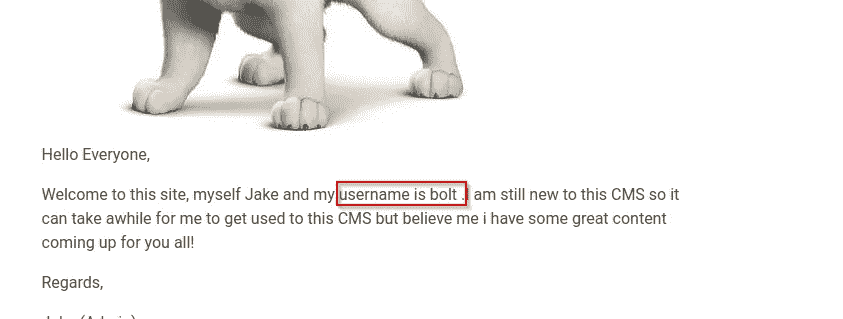 Hello Everyone,
Welcome to this site, myself Jake and my username is bolt . I am still new to this CMS so it
can take awhile for me to get used to this CMS but believe me i have some great content
coming up for you all!
Regards,